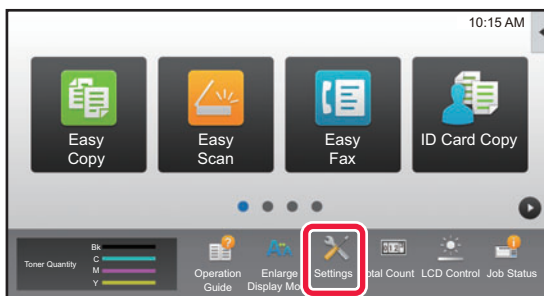 10:15 AM
Easy
Copy
Easy
Scan
Easy
Fax
ID Card Copy
Toner Quantity
Bk
C
M
Y
Operation
Guide
Enlarge
Display Mo
Settings
otal Count
LCD Control
Job Status